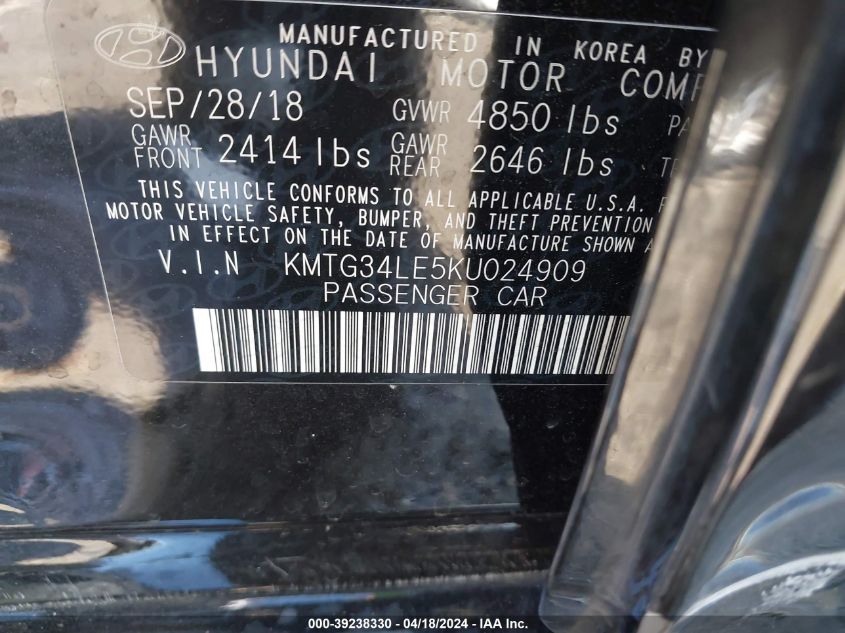 MANUFACTURED IN KOREA BY
HYUNDAI MOTOR
SEP/28/18 GVWR 4850 lbs
GAWR FRONT 2414 lbs GAWR REAR 2646 lbs
THIS VEHICLE CONFORMS TO ALL APPLICABLE U.S.A.
MOTOR VEHICLE SAFETY, BUMPER, AND THEFT PREVENTION
IN EFFECT ON THE DATE OF MANUFACTURE SHOWN
V.I.N KMTG34LE5KU024909
PASSENGER CAR
000-39238330 - 04/18/2024 - IAA Inc.